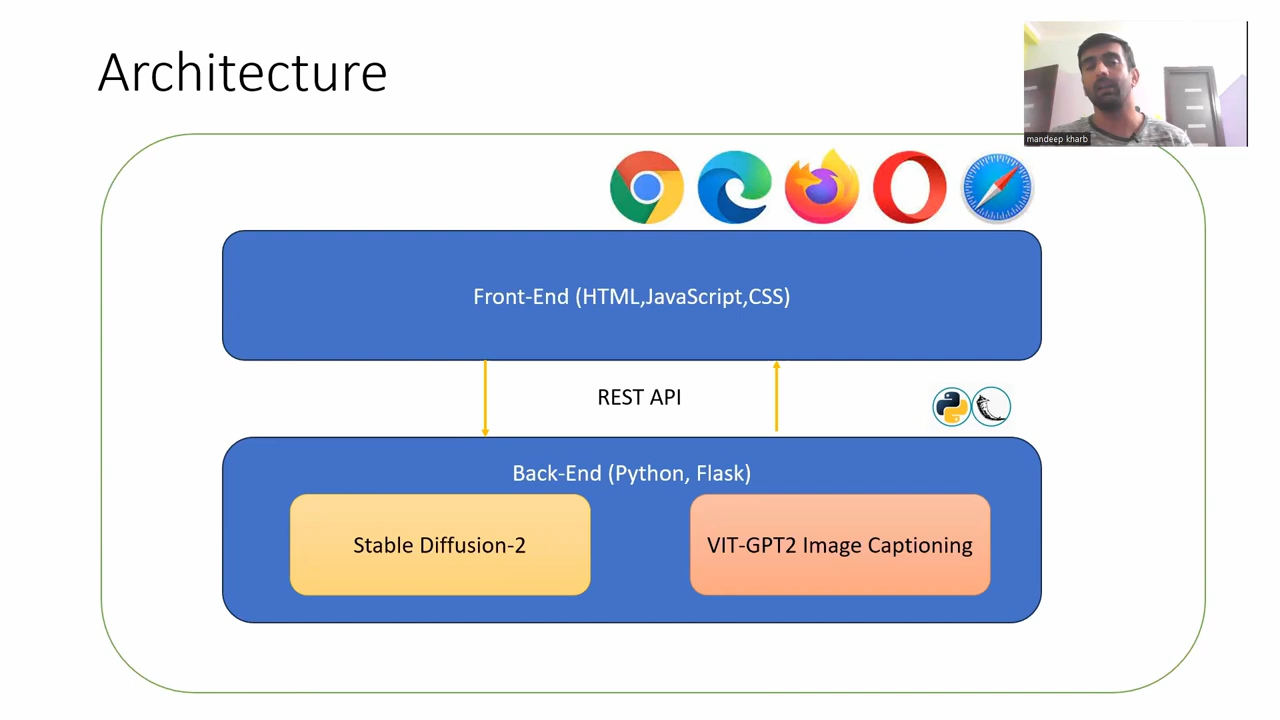 Architecture
mandeep kharb
Front-End (HTML,JavaScript,CSS)
REST API
Back-End (Python, Flask)
Stable Diffusion-2
VIT-GPT2 Image Captioning